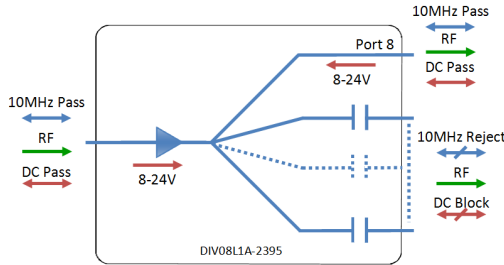 10MHz Pass
RF
DC Pass
Port 8
8-24V
10MHz Pass
RF
DC Pass
8-24V
10MHz Reject
RF
DC Block
DIV08L1A-2395